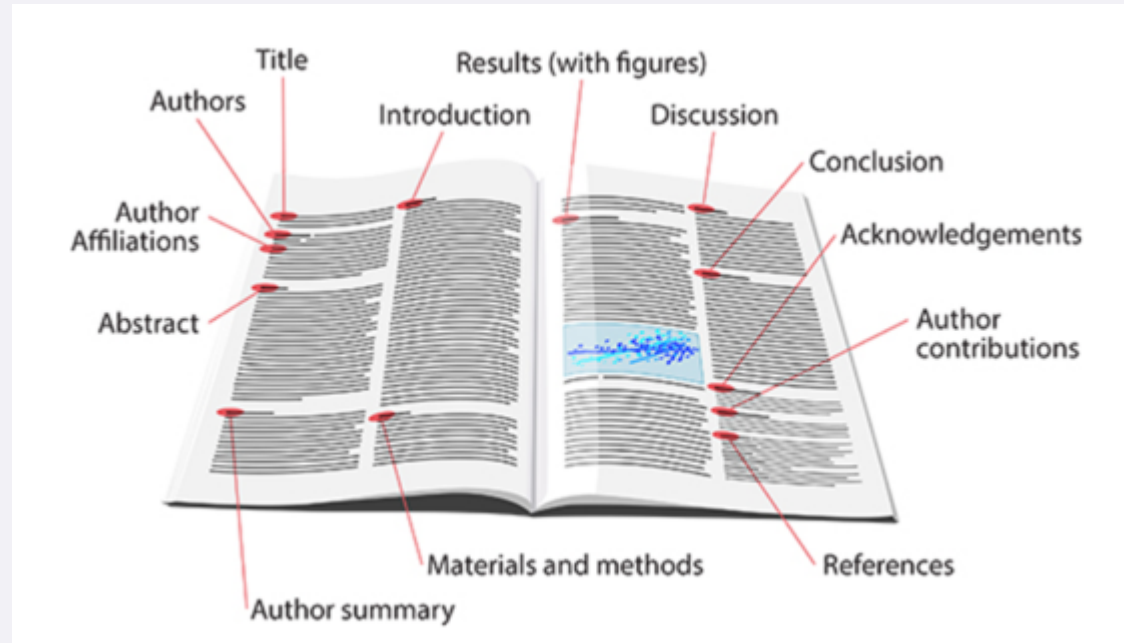 Title
Results (with figures)
Authors
Introduction
Discussion
Conclusion
Author
Affiliations
Acknowledgements
Abstract
Author
contributions
Materials and methods
References
Author summary